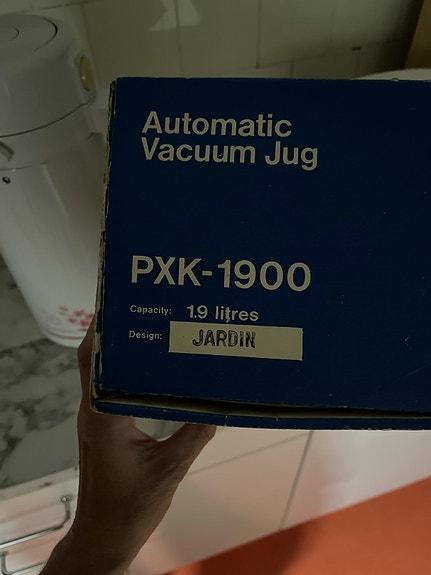 Automatic
Vacuum Jug
PXK-1900
Capacity: 1.9 litres
Design: JARDIN